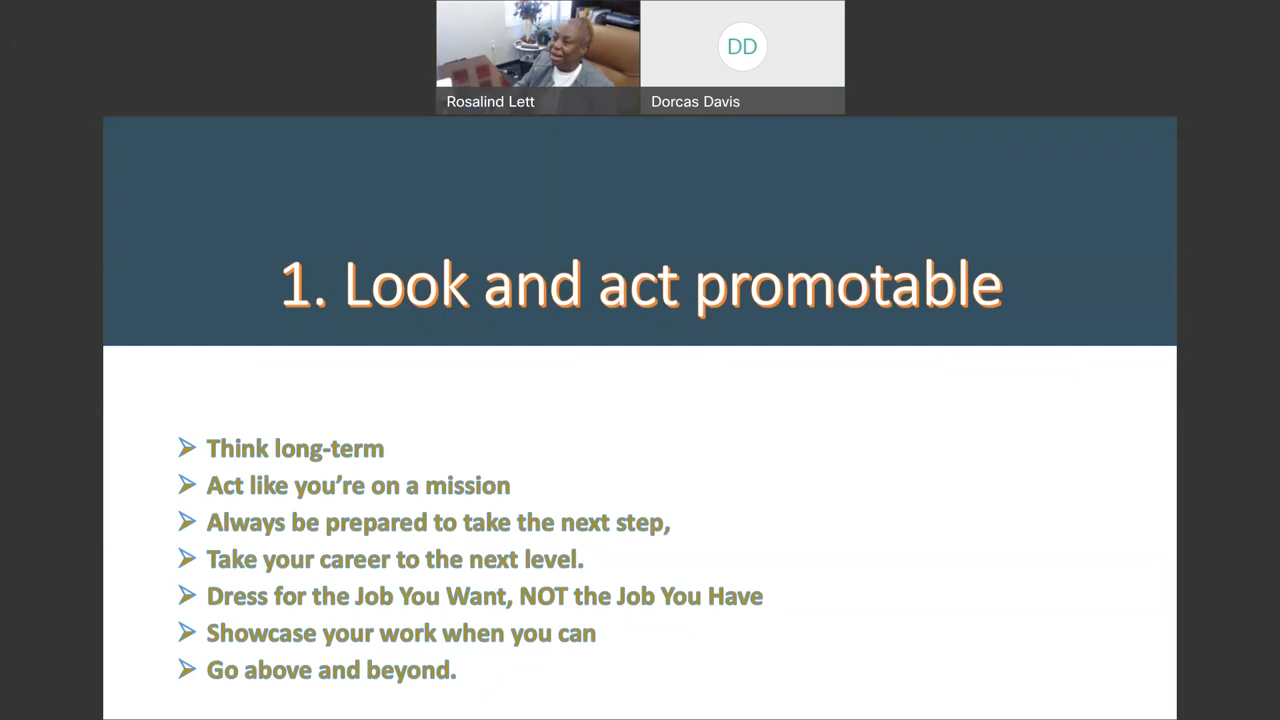 DD
Rosalind Lett
Dorcas Davis
1. Look and act promotable
Think long-term
Act like you’re on a mission
Always be prepared to take the next step,
Take your career to the next level.
Dress for the Job You Want, NOT the Job You Have
Showcase your work when you can
Go above and beyond.